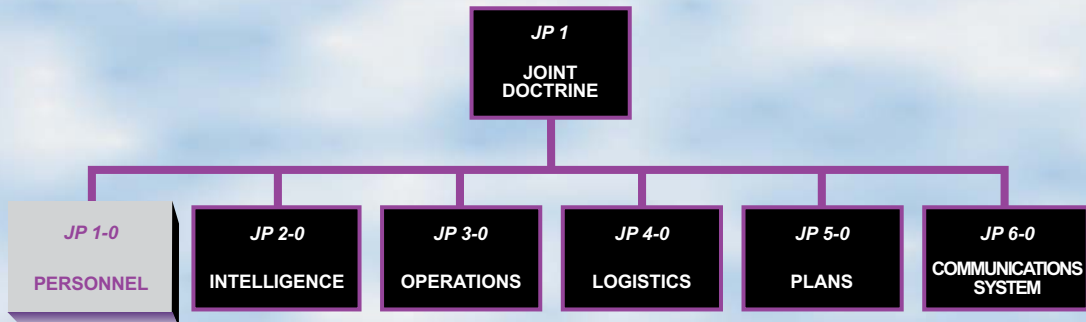 JP 1
JOINT
DOCTRINE
JP 1-0
PERSONNEL
JP 2-0
INTELLIGENCE
JP 3-0
OPERATIONS
JP 4-0
LOGISTICS
JP 5-0
PLANS
JP 6-0
COMMUNICATIONS
SYSTEM